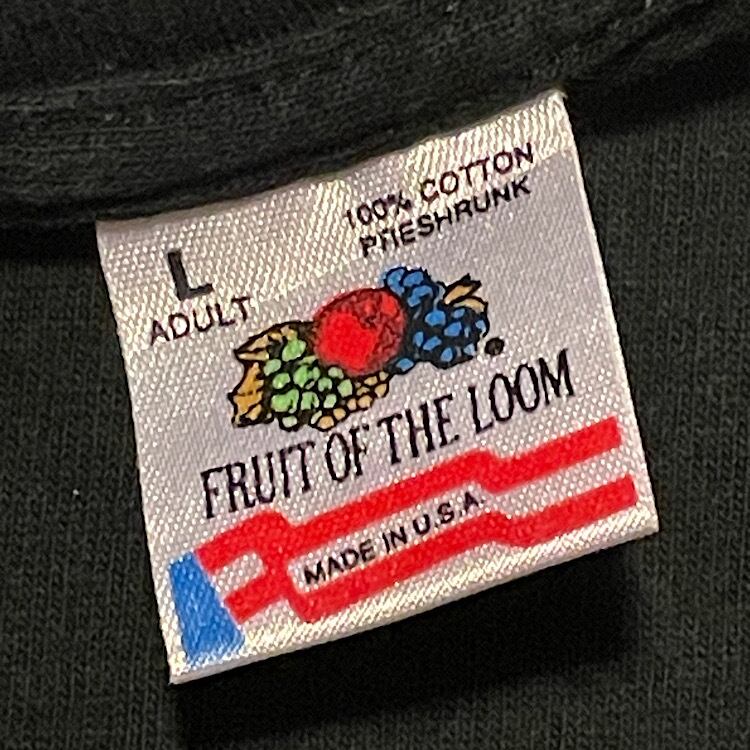 100% COTTON
PRESHRUNK
L
ADULT
FRUIT OF THE LOOM
MADE IN U.S.A.